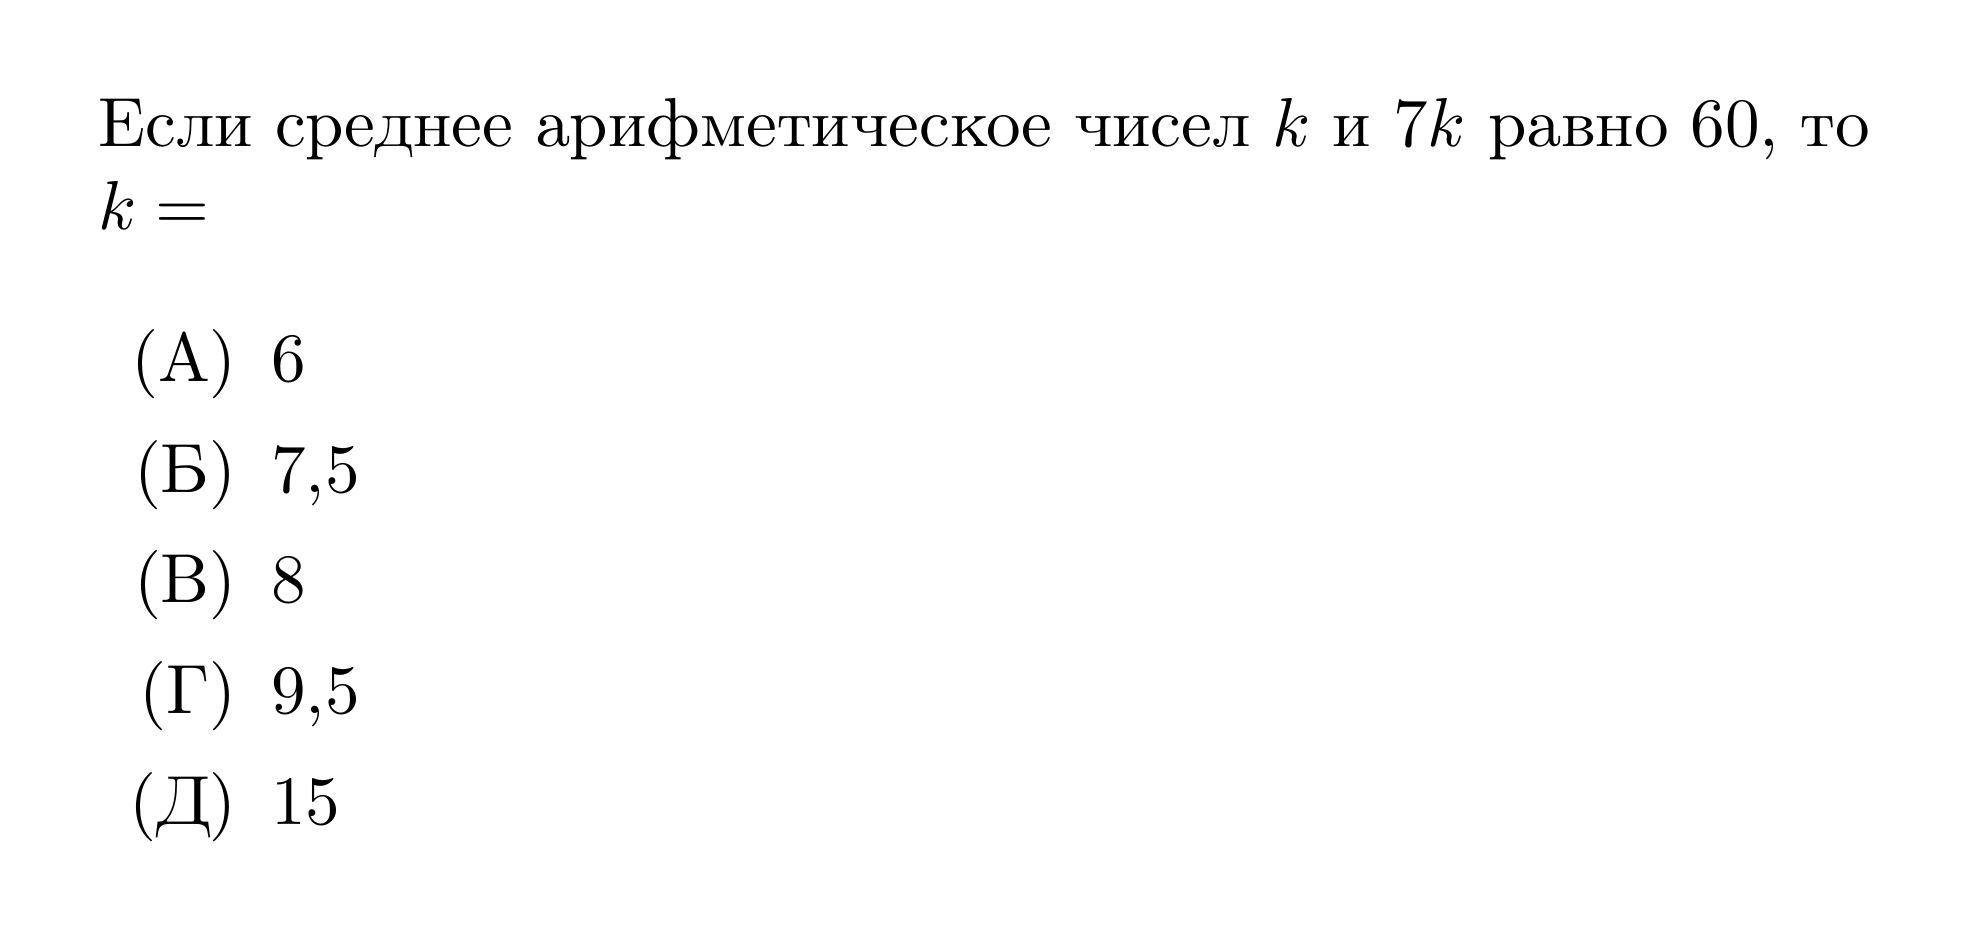 Если среднее арифметическое чисел k и 7k равно 60, то
k =
(А) 6
(Б) 7,5
(В) 8
(Г) 9,5
(Д) 15